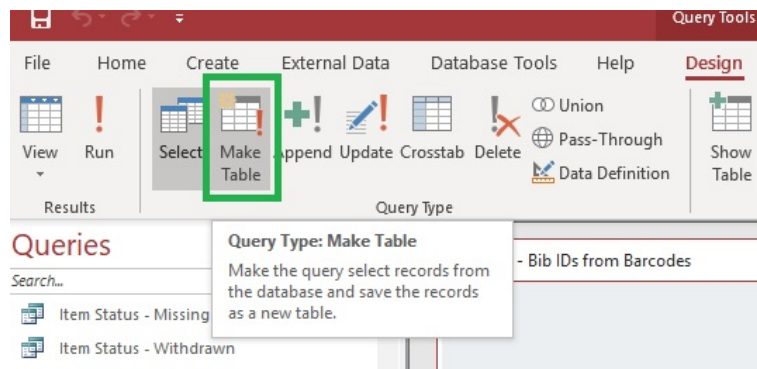 Query Tools
File Home Create External Data Database Tools Help Design
View Run Select Make Table Append Update Crosstab Delete Union Pass-Through Data Definition Show Table
Results Query Type
Queries
Search...
Query Type: Make Table
Make the query select records from
the database and save the records
as a new table.
- Bib IDs from Barcodes
Item Status - Missing
Item Status - Withdrawn